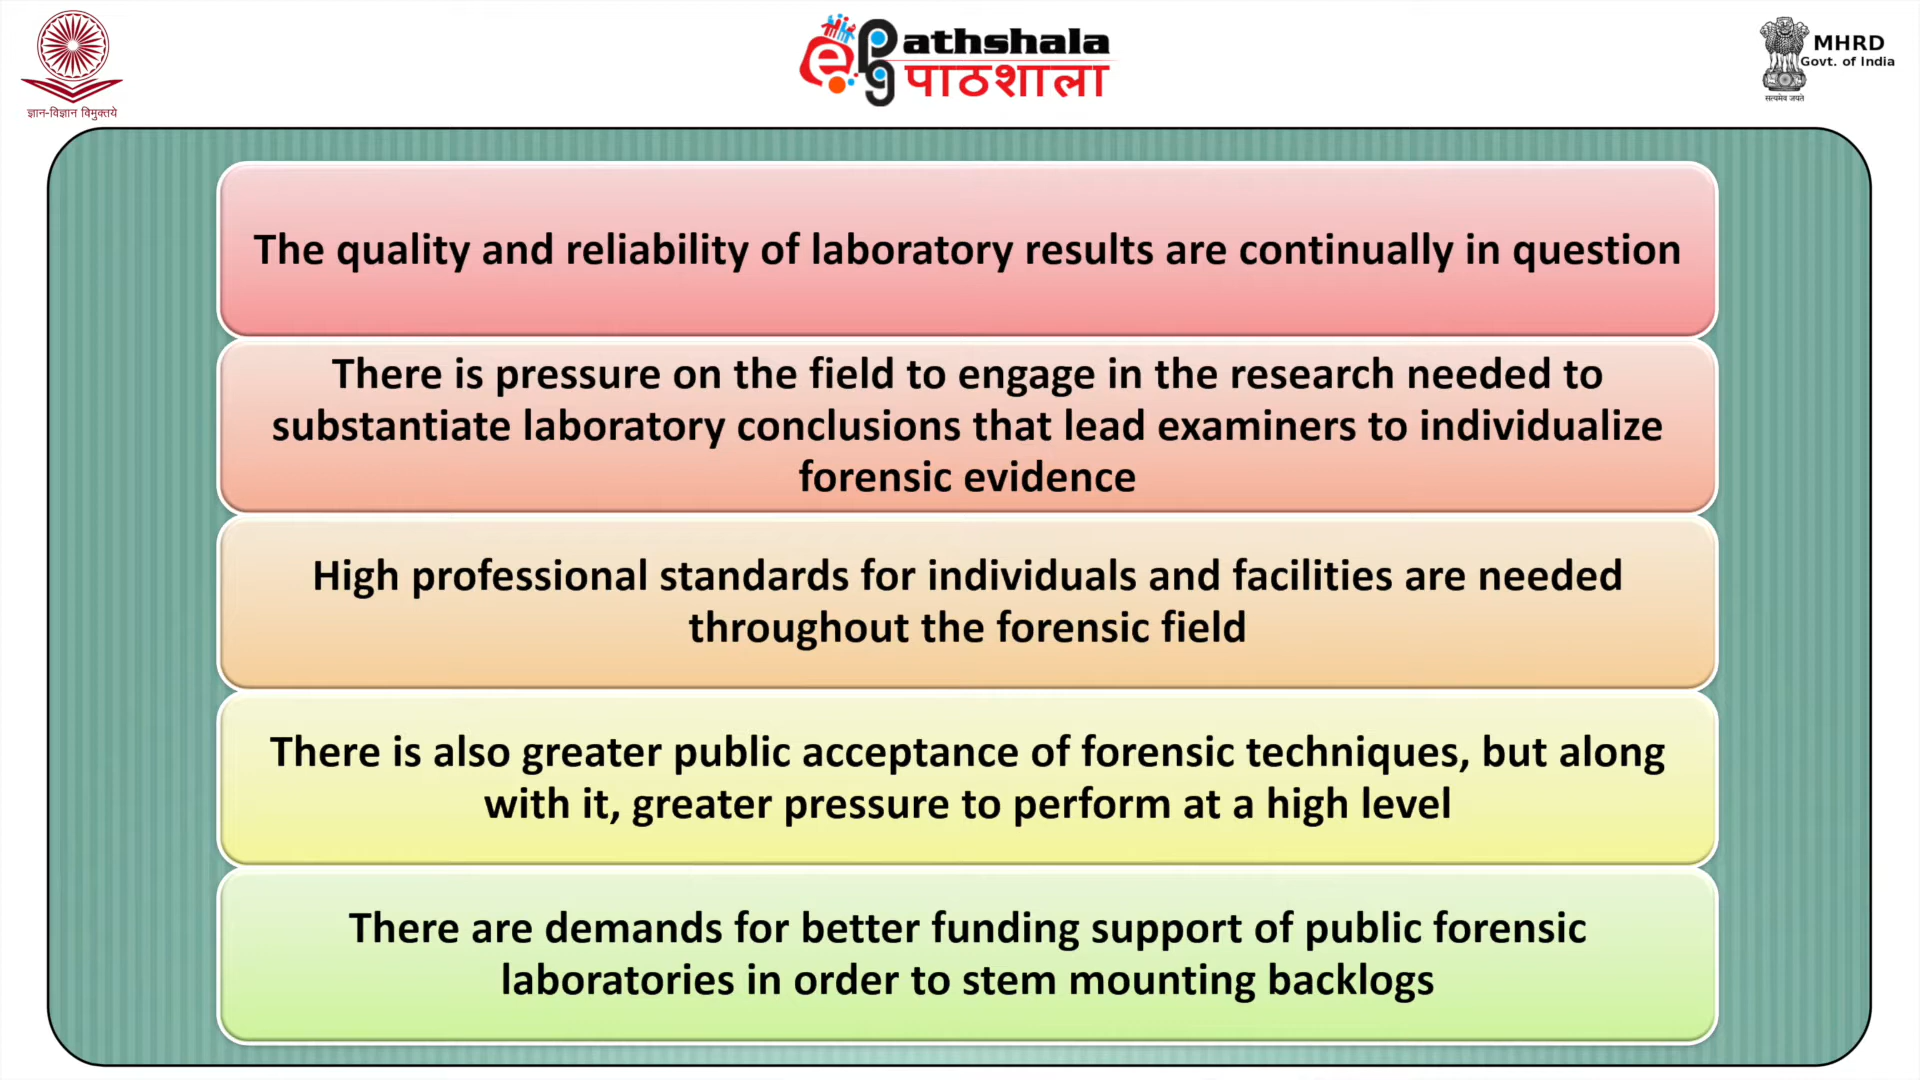 ज्ञान-विज्ञान विमुक्तये
e PG athshala
पाठशाला
MHRD
Govt. of India
सत्यमेव जयते
The quality and reliability of laboratory results are continually in question
There is pressure on the field to engage in the research needed to
substantiate laboratory conclusions that lead examiners to individualize
forensic evidence
High professional standards for individuals and facilities are needed
throughout the forensic field
There is also greater public acceptance of forensic techniques, but along
with it, greater pressure to perform at a high level
There are demands for better funding support of public forensic
laboratories in order to stem mounting backlogs